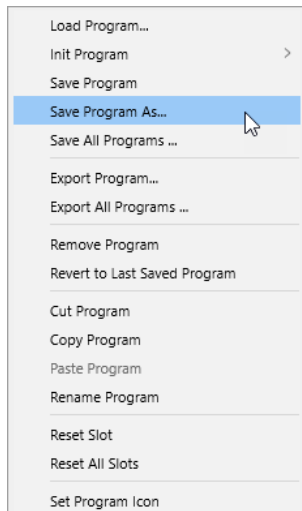 Load Program...
Init Program
Save Program
Save Program As...
Save All Programs ...
Export Program...
Export All Programs ...
Remove Program
Revert to Last Saved Program
Cut Program
Copy Program
Paste Program
Rename Program
Reset Slot
Reset All Slots
Set Program Icon